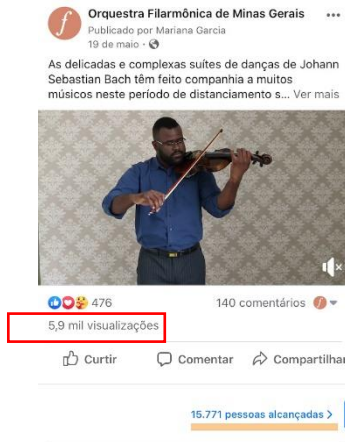 Orquestra Filarmônica de Minas Gerais ...
Publicado por Mariana Garcia
19 de maio ·
As delicadas e complexas suítes de danças de Johann
Sebastian Bach têm feito companhia a muitos
músicos neste período de distanciamento s... Ver mais
476 140 comentários
5,9 mil visualizações
Curtir Comentar Compartilhar
15.771 pessoas alcançadas >